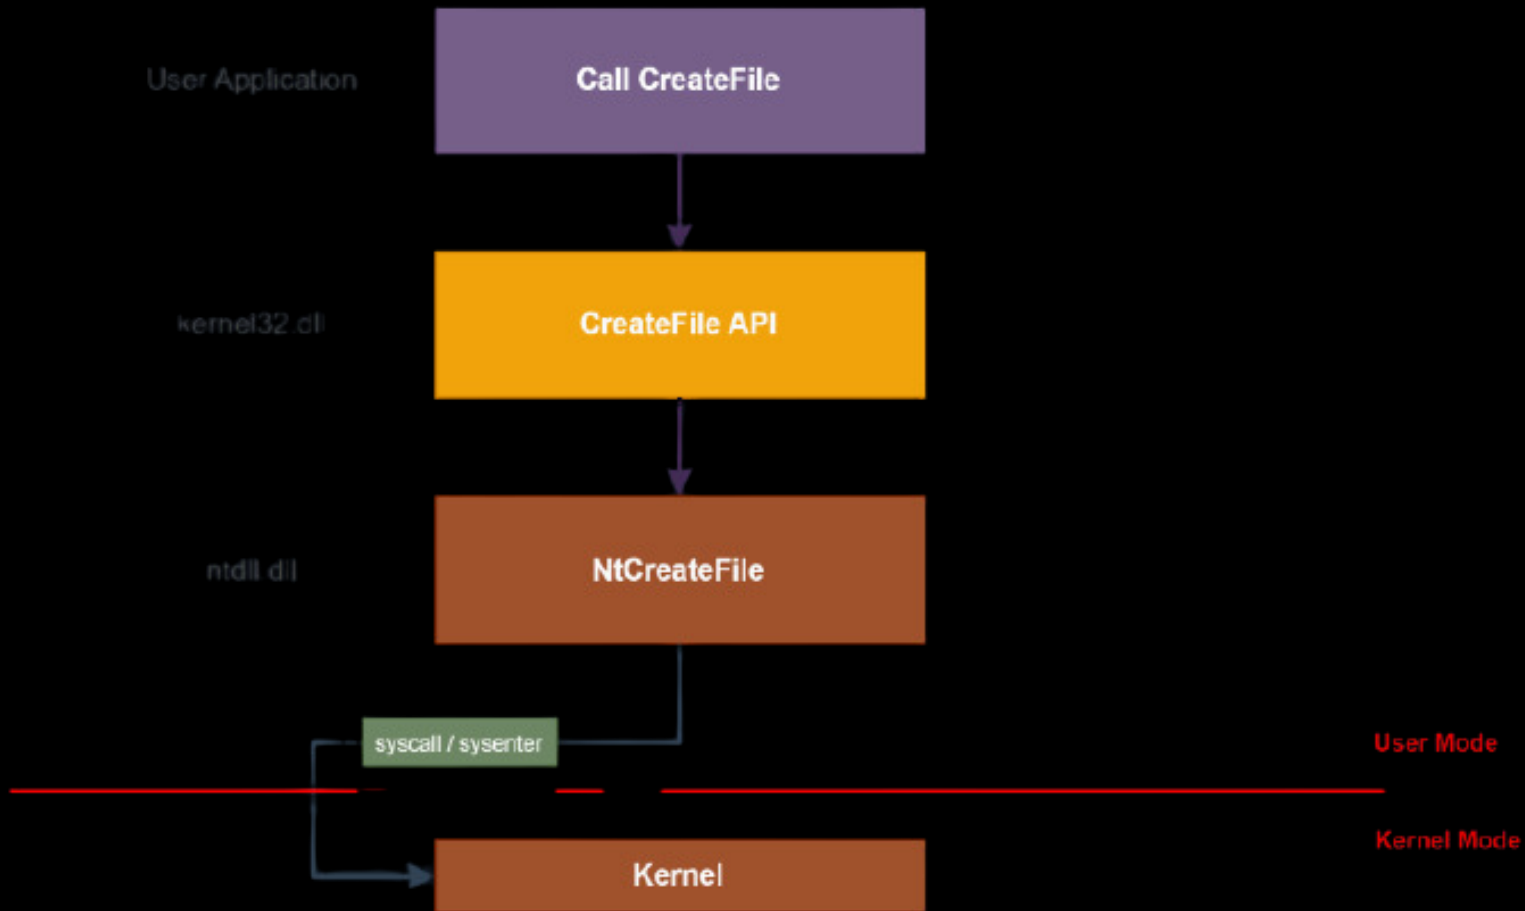 User Application
Call CreateFile
kernel32.dll
CreateFile API
ntdll.dll
NtCreateFile
syscall / sysenter
User Mode
Kernel Mode
Kernel